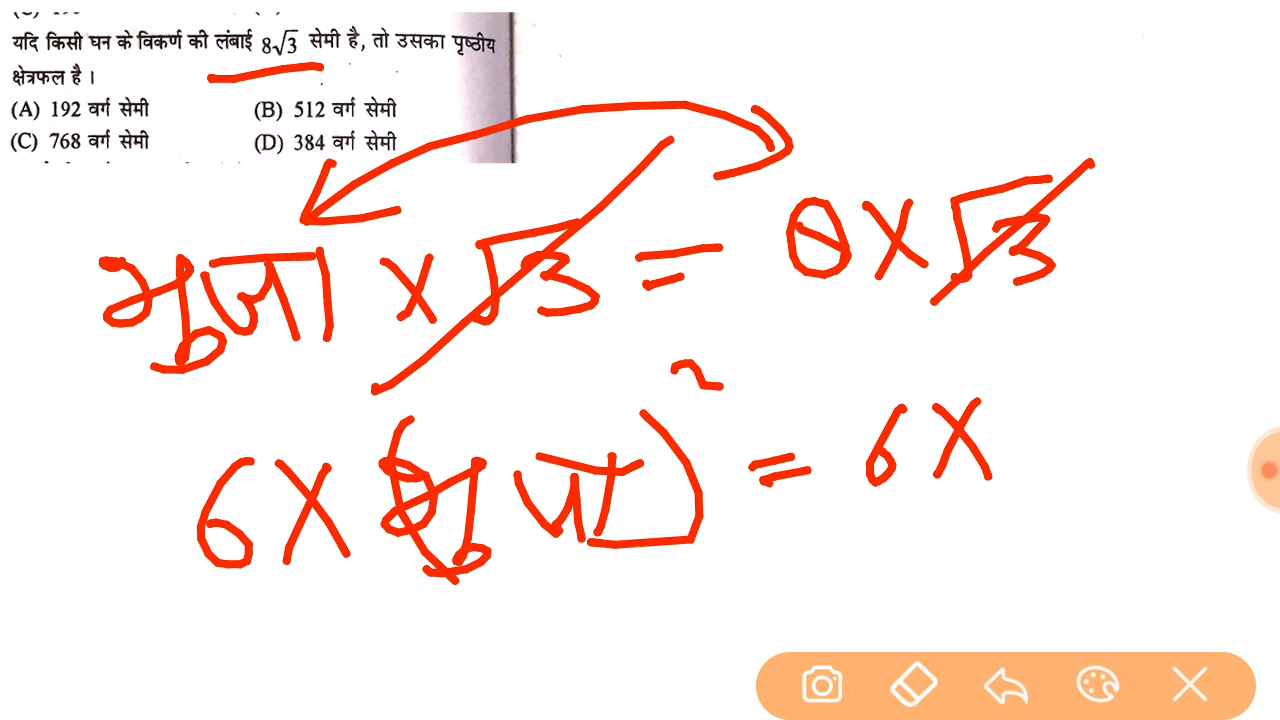 यदि किसी घन के विकर्ण की लंबाई 8√3 सेमी है, तो उसका पृष्ठीय
क्षेत्रफल है ।
(A) 192 वर्ग सेमी (B) 512 वर्ग सेमी
(C) 768 वर्ग सेमी (D) 384 वर्ग सेमी
भुजा × √3 = 8 × √3
6 × (भुजा)² = 6 ×